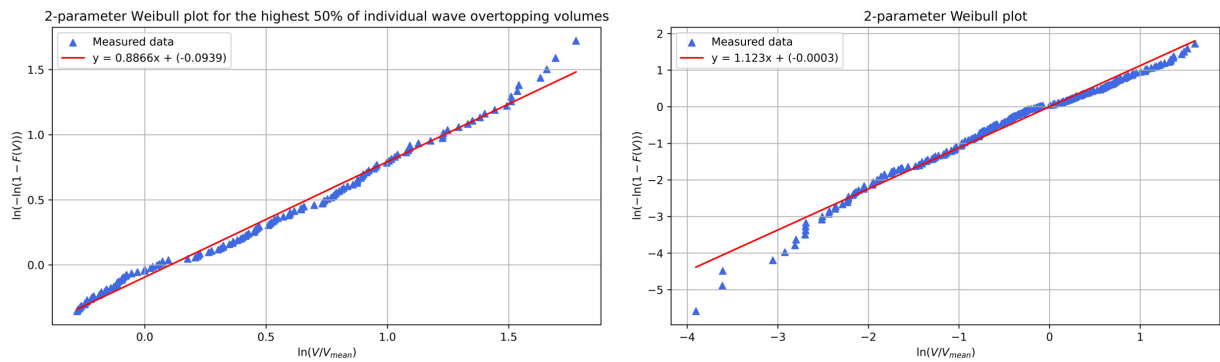 2-parameter Weibull plot for the highest 50% of individual wave overtopping volumes
Measured data
y = 0.8866x + (-0.0939)
ln(−ln(1 − F(V)))
1.5
1.0
0.5
0.0
0.0
0.5
1.0
1.5
ln(V/V_mean)
2-parameter Weibull plot
Measured data
y = 1.123x + (-0.0003)
ln(−ln(1 − F(V)))
2
1
0
−1
−2
−3
−4
−5
−4
−3
−2
−1
0
1
ln(V/V_mean)